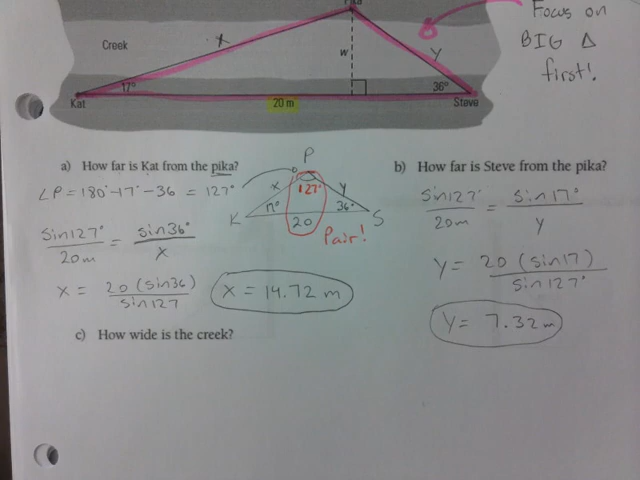 Focus on
BIG Δ
first!
Creek
x
w
y
17°
36°
Kat
20 m
Steve
a) How far is Kat from the pika?
∠P = 180° - 17° - 36 = 127°
sin127° / 20m = sin36° / x
x = 20 (sin36) / sin127
x = 14.72 m
P
x
127°
y
17°
36°
K
20
S
Pair!
b) How far is Steve from the pika?
sin127° / 20m = sin17° / y
y = 20 (sin17) / sin127°
y = 7.32m
c) How wide is the creek?